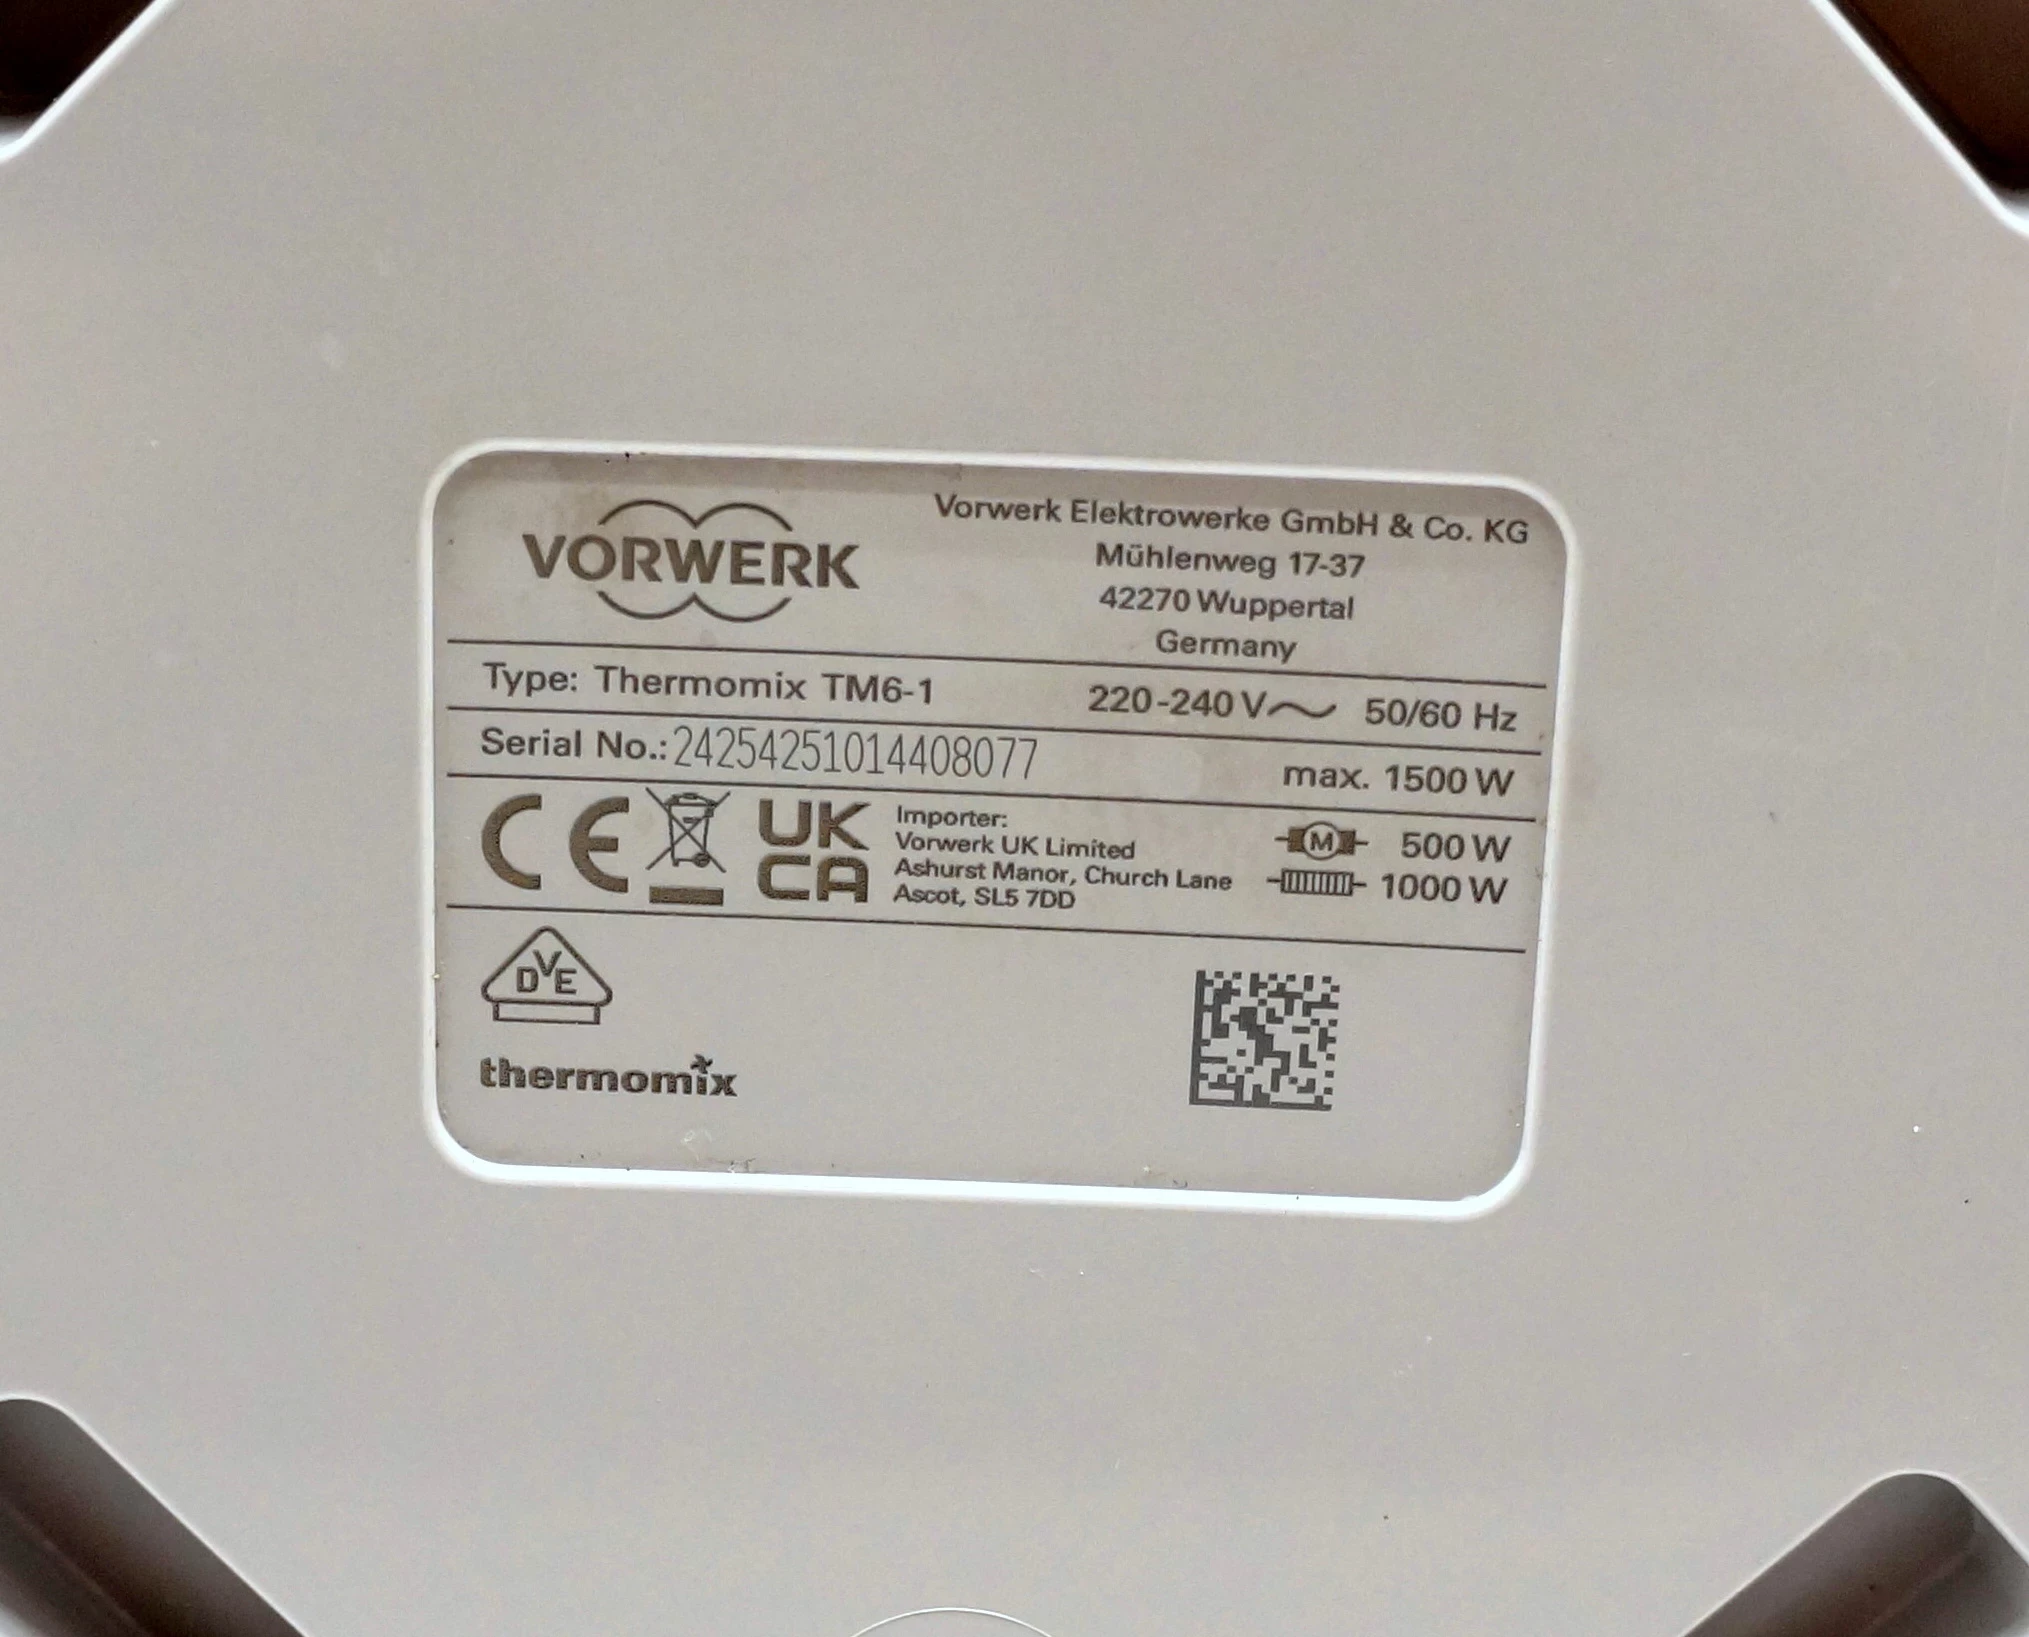 VORWERK
Vorwerk Elektrowerke GmbH & Co. KG
Mühlenweg 17-37
42270 Wuppertal
Germany
Type: Thermomix TM6-1 220-240 V~ 50/60 Hz
Serial No.: 24254251014408077 max. 1500 W
CE
UK
CA
Importer:
Vorwerk UK Limited
Ashurst Manor, Church Lane
Ascot, SL5 7DD
M 500 W
1000 W
DVE
thermomix